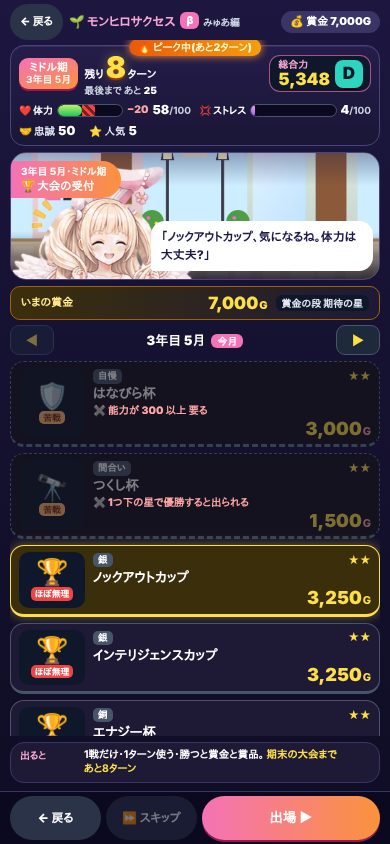 ← 戻る 🌱 モンヒロサクセス β みゅあ編 💰 賞金 7,000G
🔥 ピーク中(あと2ターン)
ミドル期
3年目 5月
残り8ターン
最後まで あと 25
総合力
5,348 D
❤️ 体力 −20 58/100 💢 ストレス 4/100
🤝 忠誠 50 ⭐ 人気 5
3年目 5月・ミドル期
🏆 大会の受付
「ノックアウトカップ、気になるね。体力は
大丈夫?」
いまの賞金 7,000G 賞金の段 期待の星
◀ 3年目 5月 今月 ▶
自慢 ★★
はなびら杯
苦戦
✖ 能力が 300 以上 要る
3,000G
間合い ★★
つくし杯
苦戦
✖ 1つ下の星で優勝すると出られる
1,500G
銀 ★★
ノックアウトカップ
ほぼ無理
3,250G
銀 ★★
インテリジェンスカップ
ほぼ無理
3,250G
銅 ★★
エナジー杯
出ると 1戦だけ・1ターン使う・勝つと賞金と賞品。期末の大会まで
あと8ターン
← 戻る ⏩ スキップ 出場 ▶